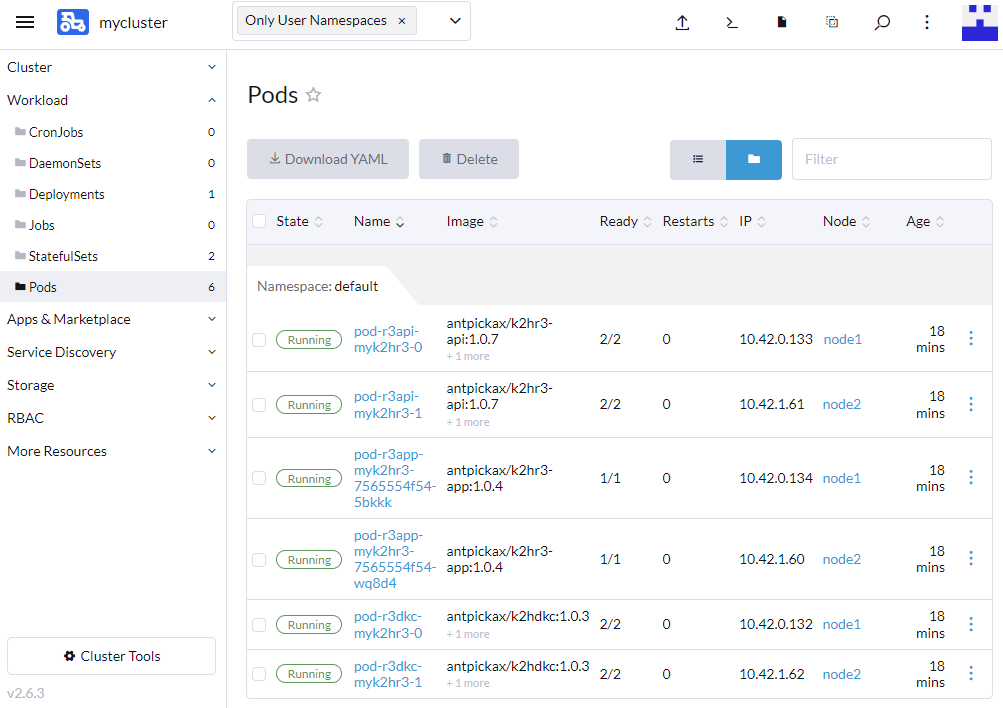 mycluster
Only User Namespaces ×
Cluster
Workload
CronJobs 0
DaemonSets 0
Deployments 1
Jobs 0
StatefulSets 2
Pods 6
Apps & Marketplace
Service Discovery
Storage
RBAC
More Resources
Cluster Tools
v2.6.3
Pods
Download YAML
Delete
Filter
State Name Image Ready Restarts IP Node Age
Namespace: default
Running
pod-r3api-
myk2hr3-0
antpickax/k2hr3-
api:1.0.7
+ 1 more
2/2
0
10.42.0.133
node1
18
mins
Running
pod-r3api-
myk2hr3-1
antpickax/k2hr3-
api:1.0.7
+ 1 more
2/2
0
10.42.1.61
node2
18
mins
Running
pod-r3app-
myk2hr3-
7565554f54-
5bkkk
antpickax/k2hr3-
app:1.0.4
1/1
0
10.42.0.134
node1
18
mins
Running
pod-r3app-
myk2hr3-
7565554f54-
wq8d4
antpickax/k2hr3-
app:1.0.4
1/1
0
10.42.1.60
node2
18
mins
Running
pod-r3dkc-
myk2hr3-0
antpickax/k2hdkc:1.0.3
+ 1 more
2/2
0
10.42.0.132
node1
18
mins
Running
pod-r3dkc-
myk2hr3-1
antpickax/k2hdkc:1.0.3
+ 1 more
2/2
0
10.42.1.62
node2
18
mins